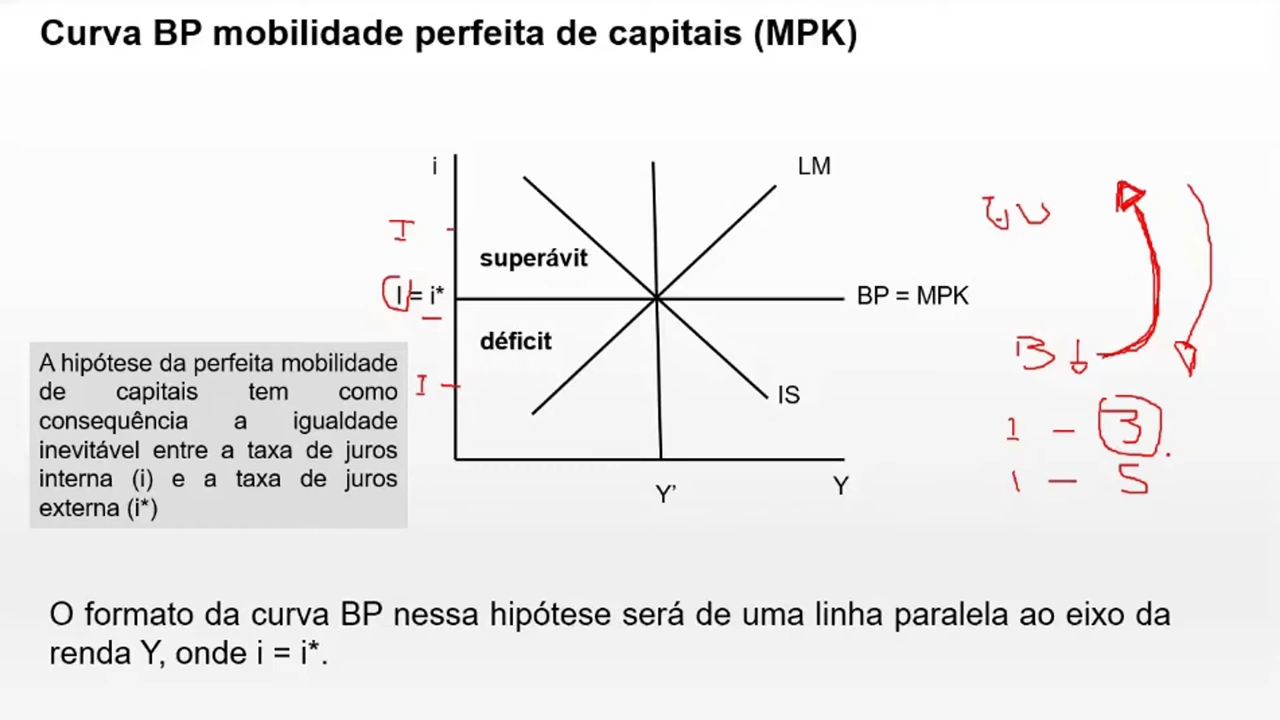 Curva BP mobilidade perfeita de capitais (MPK)
i
LM
I
superávit
I = i*
BP = MPK
déficit
I
IS
Y'
Y
A hipótese da perfeita mobilidade
de capitais tem como
consequência a igualdade
inevitável entre a taxa de juros
interna (i) e a taxa de juros
externa (i*)
B
1 - 3
1 - 5
O formato da curva BP nessa hipótese será de uma linha paralela ao eixo da
renda Y, onde i = i*.